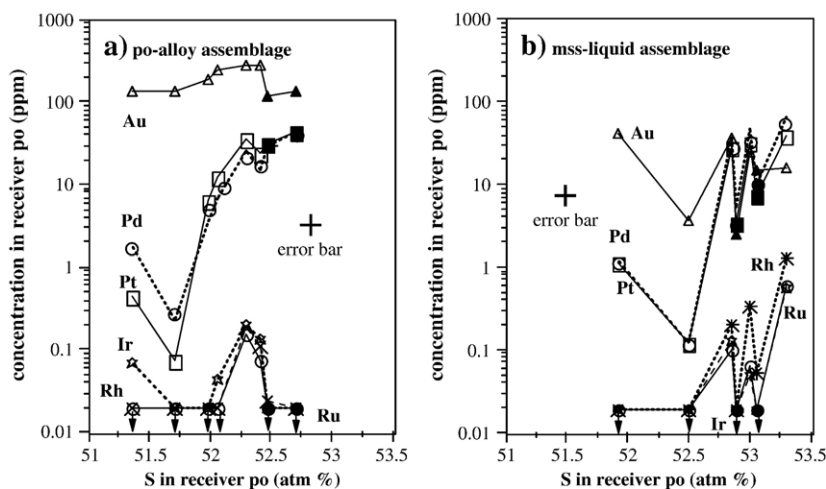 a) po-alloy assemblage
concentration in receiver po (ppm)
1000
100
10
1
0.1
0.01
Au
Pd
Pt
Ir
Rh
Ru
error bar
51
51.5
52
52.5
53
53.5
S in receiver po (atm %)
b) mss-liquid assemblage
concentration in receiver po (ppm)
1000
100
10
1
0.1
0.01
Au
error bar
Pd
Pt
Rh
Ru
Ir
51
51.5
52
52.5
53
53.5
S in receiver po (atm %)